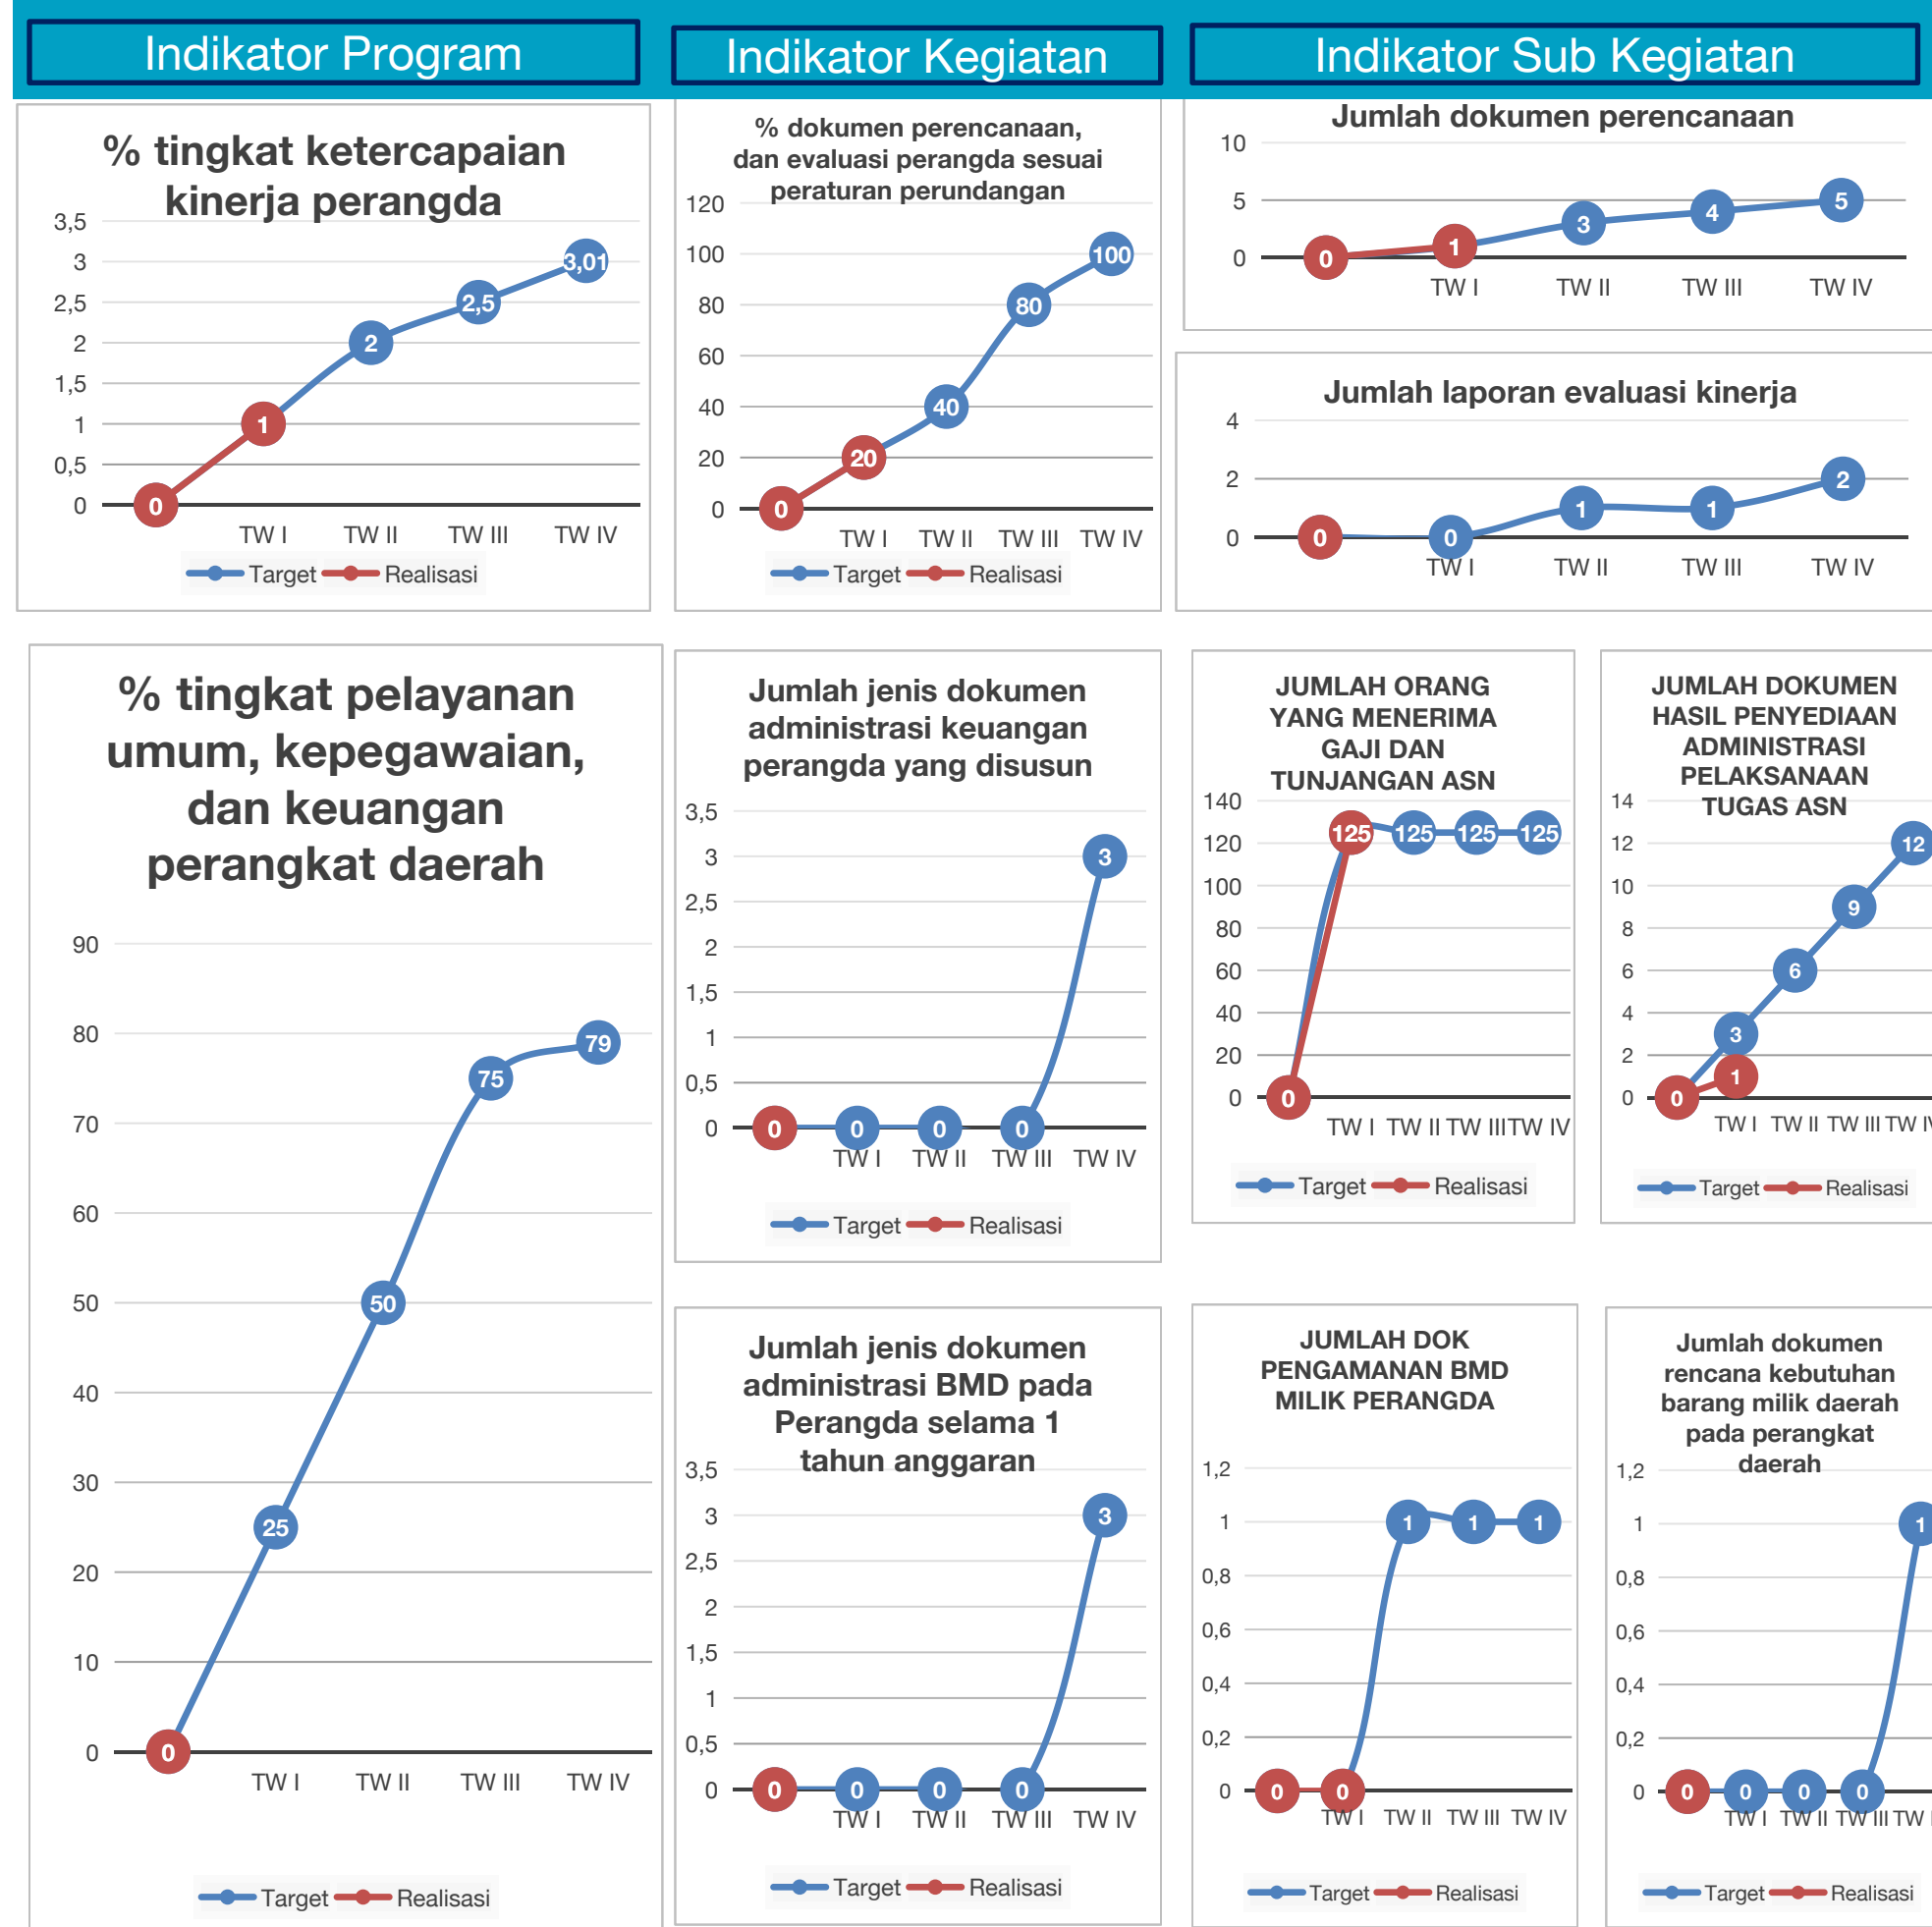 Indikator Program
Indikator Kegiatan
Indikator Sub Kegiatan
% tingkat ketercapaian
kinerja perangda
3,5
3
2,5
2
1,5
1
0,5
0
0
1
2
2,5
3,01
TW I TW II TW III TW IV
Target Realisasi
% dokumen perencanaan,
dan evaluasi perangda sesuai
peraturan perundangan
120
100
80
60
40
20
0
0
20
40
80
100
TW I TW II TW III TW IV
Target Realisasi
Jumlah dokumen perencanaan
10
5
0
0
1
3
4
5
TW I TW II TW III TW IV
Jumlah laporan evaluasi kinerja
4
2
0
0
0
1
1
2
TW I TW II TW III TW IV
% tingkat pelayanan
umum, kepegawaian,
dan keuangan
perangkat daerah
90
80
70
60
50
40
30
20
10
0
0
25
50
75
79
TW I TW II TW III TW IV
Target Realisasi
Jumlah jenis dokumen
administrasi keuangan
perangda yang disusun
3,5
3
2,5
2
1,5
1
0,5
0
0
0
0
0
3
TW I TW II TW III TW IV
Target Realisasi
JUMLAH ORANG
YANG MENERIMA
GAJI DAN
TUNJANGAN ASN
140
120
100
80
60
40
20
0
0
125
125
125
125
TW I TW II TW III TW IV
Target Realisasi
JUMLAH DOKUMEN
HASIL PENYEDIAAN
ADMINISTRASI
PELAKSANAAN
TUGAS ASN
14
12
10
8
6
4
2
0
0
1
3
6
9
12
TW I TW II TW III TW IV
Target Realisasi
Jumlah jenis dokumen
administrasi BMD pada
Perangda selama 1
tahun anggaran
3,5
3
2,5
2
1,5
1
0,5
0
0
0
0
0
3
TW I TW II TW III TW IV
Target Realisasi
JUMLAH DOK
PENGAMANAN BMD
MILIK PERANGDA
1,2
1
0,8
0,6
0,4
0,2
0
0
0
1
1
1
TW I TW II TW III TW IV
Target Realisasi
Jumlah dokumen
rencana kebutuhan
barang milik daerah
pada perangkat
daerah
1,2
1
0,8
0,6
0,4
0,2
0
0
0
0
0
1
TW I TW II TW III TW
Target Realisasi